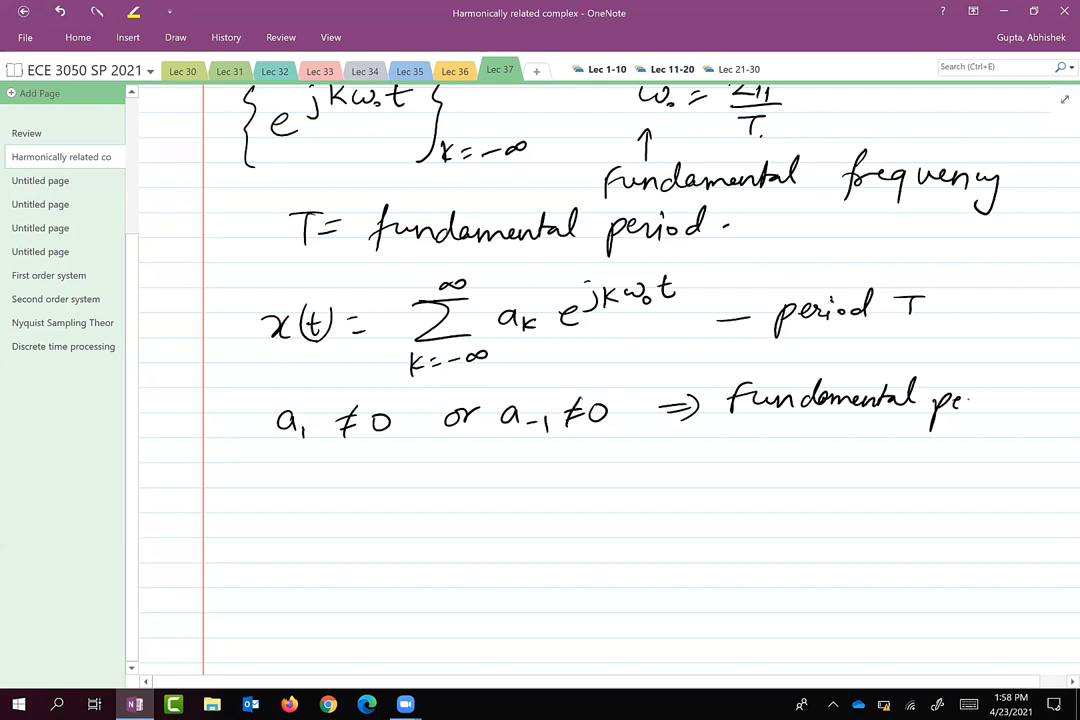 Harmonically related complex - OneNote
?
File Home Insert Draw History Review View Gupta, Abhishek
ECE 3050 SP 2021 Lec 30 Lec 31 Lec 32 Lec 33 Lec 34 Lec 35 Lec 36 Lec 37 + Lec 1-10 Lec 11-20 Lec 21-30 Search (Ctrl+E)
Add Page
Review
Harmonically related co
Untitled page
Untitled page
Untitled page
Untitled page
First order system
Second order system
Nyquist Sampling Theor
Discrete time processing
{ e^{jkω₀t} }_{k=-∞} ω₀ = 2π/T
↑
fundamental frequency
T = fundamental period.
x(t) = ∑_{k=-∞}^{∞} a_k e^{jkω₀t} — period T
a₁ ≠ 0 or a₋₁ ≠ 0 ⇒ fundamental pe
1:58 PM
4/23/2021